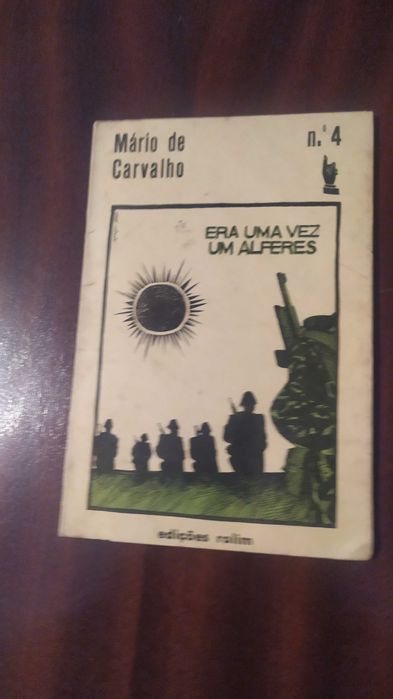 Mário de
Carvalho
n.º 4
ERA UMA VEZ
UM ALFERES
edições rolim